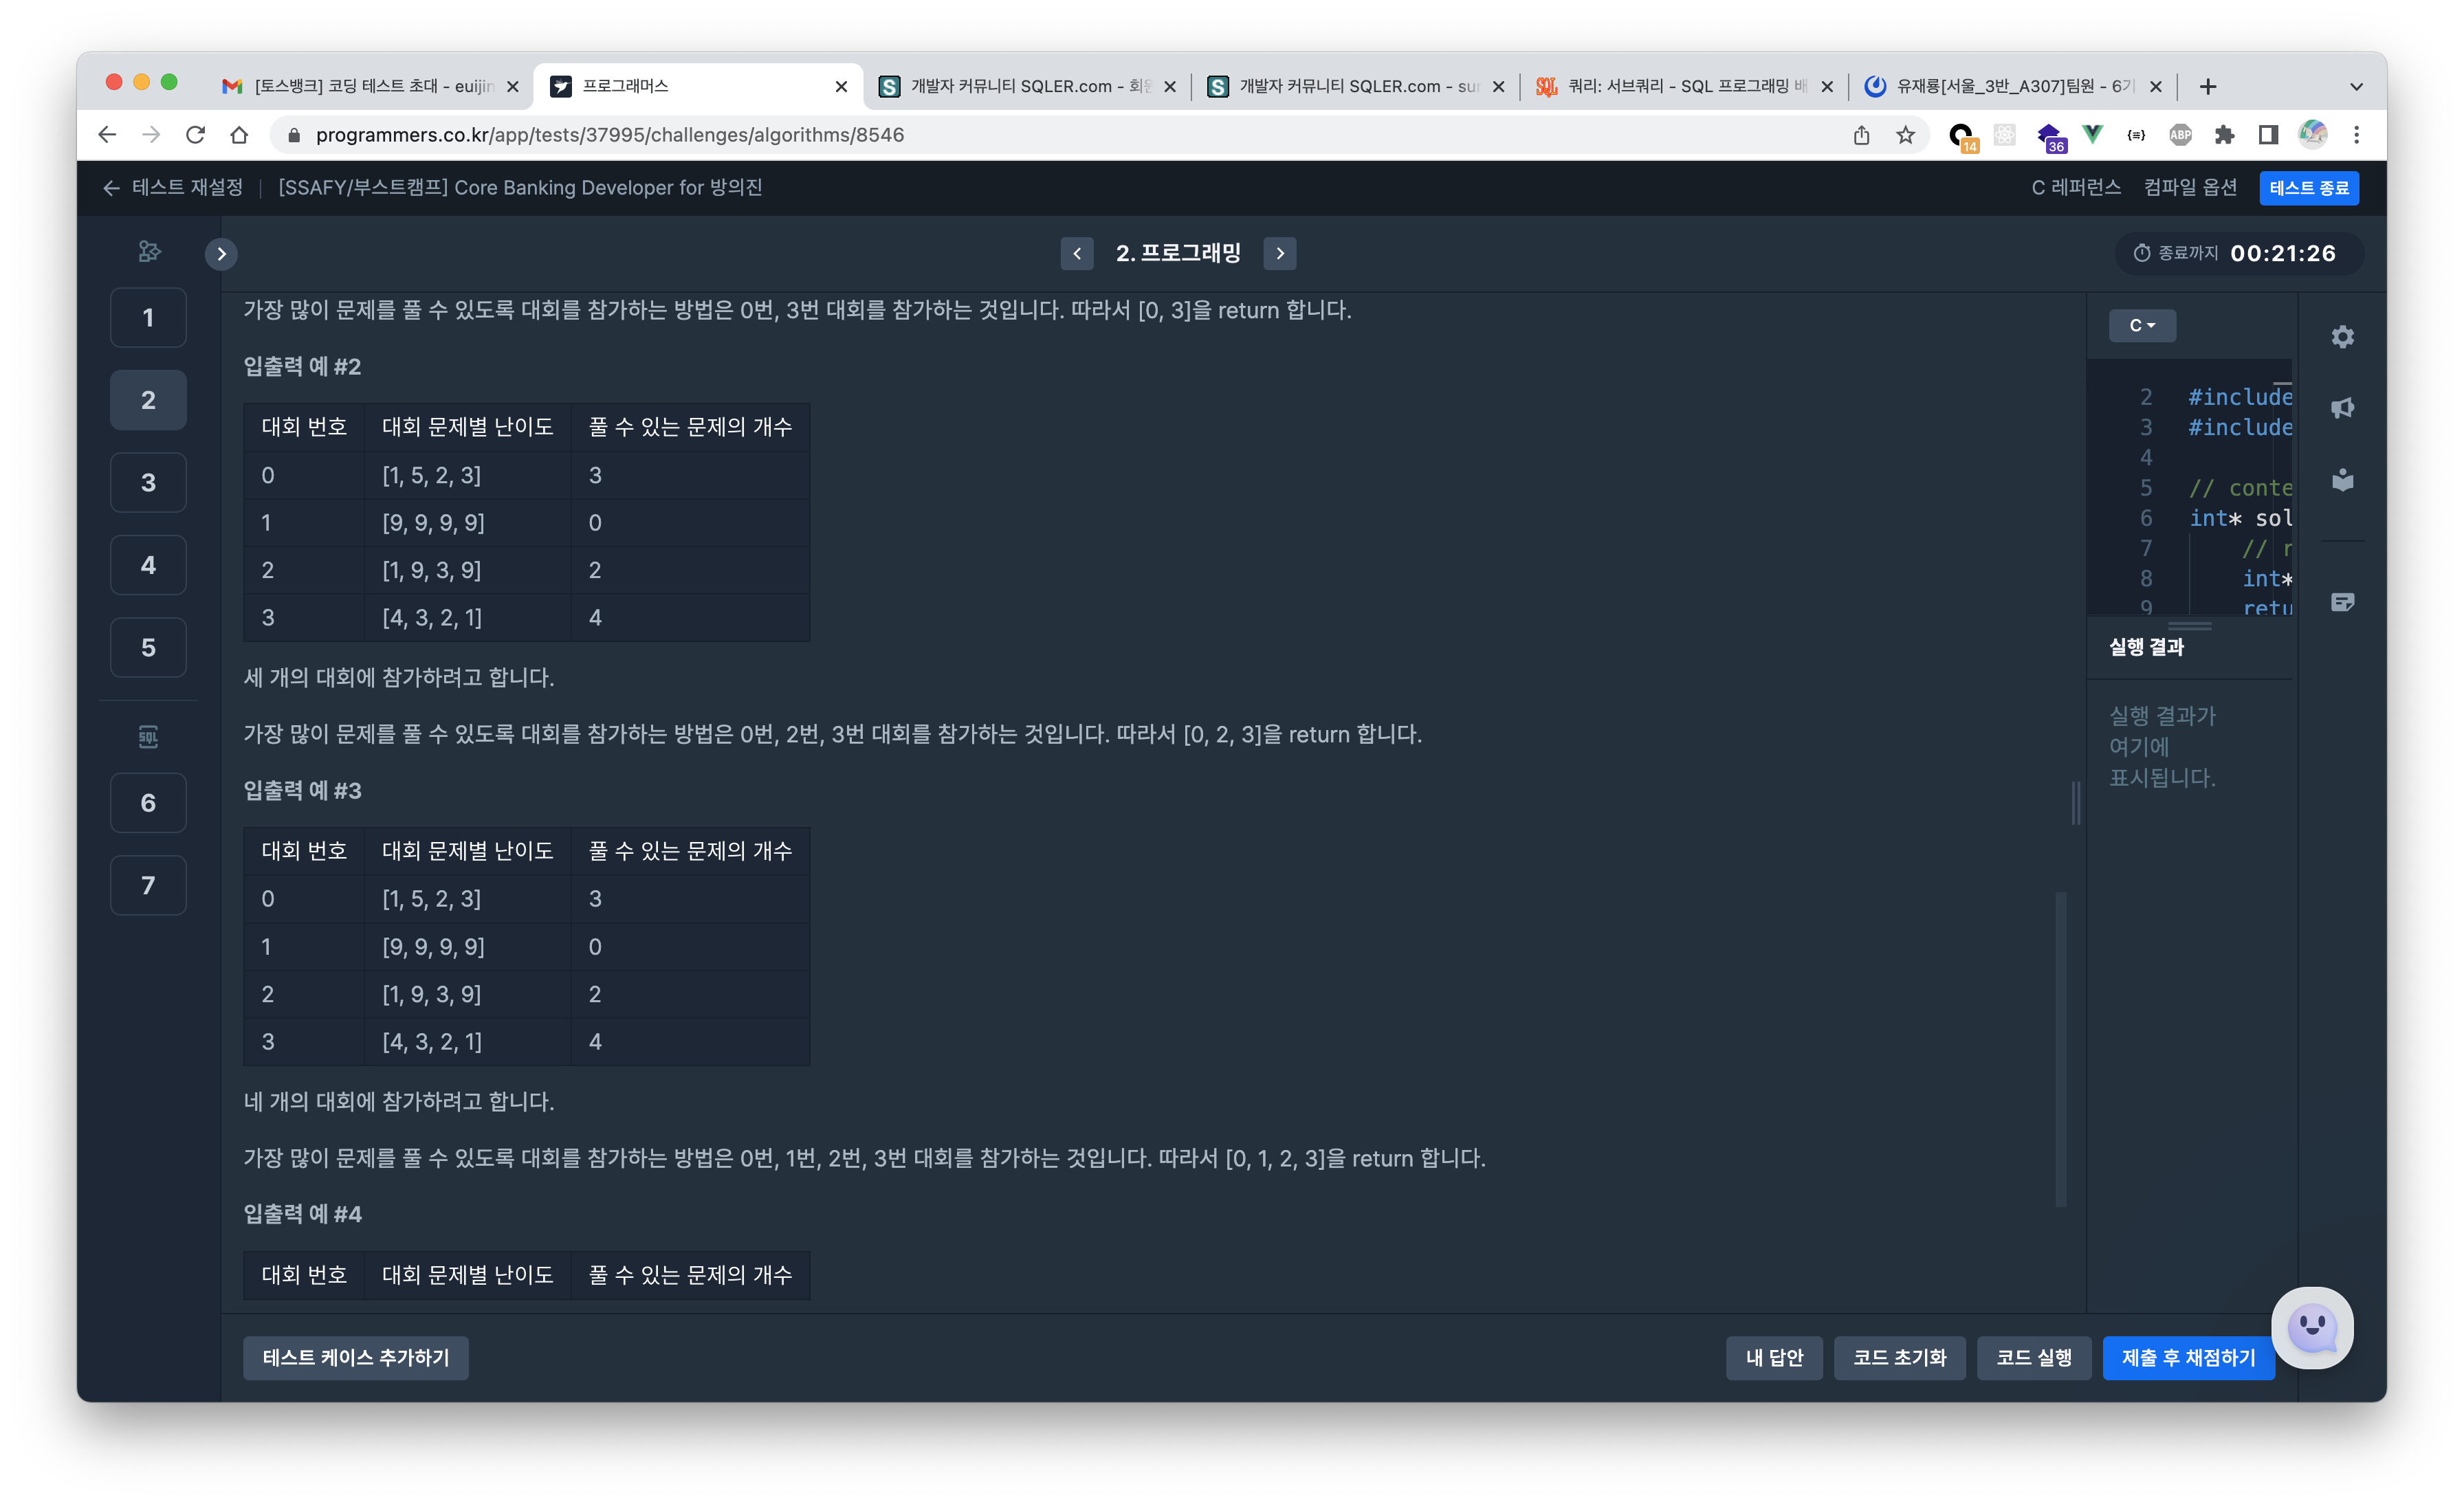 [토스뱅크] 코딩 테스트 초대 - euijin
프로그래머스
개발자 커뮤니티 SQLER.com - 회원
개발자 커뮤니티 SQLER.com - sur
쿼리: 서브쿼리 - SQL 프로그래밍 배
유재룡[서울_3반_A307]팀원 - 6기
programmers.co.kr/app/tests/37995/challenges/algorithms/8546
14
36
ABP
테스트 재설정
[SSAFY/부스트캠프] Core Banking Developer for 방의진
C 레퍼런스
컴파일 옵션
테스트 종료
2. 프로그래밍
종료까지 00:21:26
1
2
3
4
5
SQL
6
7
가장 많이 문제를 풀 수 있도록 대회를 참가하는 방법은 0번, 3번 대회를 참가하는 것입니다. 따라서 [0, 3]을 return 합니다.
입출력 예 #2
대회 번호 대회 문제별 난이도 풀 수 있는 문제의 개수
0 [1, 5, 2, 3] 3
1 [9, 9, 9, 9] 0
2 [1, 9, 3, 9] 2
3 [4, 3, 2, 1] 4
세 개의 대회에 참가하려고 합니다.
가장 많이 문제를 풀 수 있도록 대회를 참가하는 방법은 0번, 2번, 3번 대회를 참가하는 것입니다. 따라서 [0, 2, 3]을 return 합니다.
입출력 예 #3
대회 번호 대회 문제별 난이도 풀 수 있는 문제의 개수
0 [1, 5, 2, 3] 3
1 [9, 9, 9, 9] 0
2 [1, 9, 3, 9] 2
3 [4, 3, 2, 1] 4
네 개의 대회에 참가하려고 합니다.
가장 많이 문제를 풀 수 있도록 대회를 참가하는 방법은 0번, 1번, 2번, 3번 대회를 참가하는 것입니다. 따라서 [0, 1, 2, 3]을 return 합니다.
입출력 예 #4
대회 번호 대회 문제별 난이도 풀 수 있는 문제의 개수
C
2 #include
3 #include
4
5 // conte
6 int* sol
7 // r
8 int*
9 retu
실행 결과
실행 결과가
여기에
표시됩니다.
테스트 케이스 추가하기
내 답안
코드 초기화
코드 실행
제출 후 채점하기